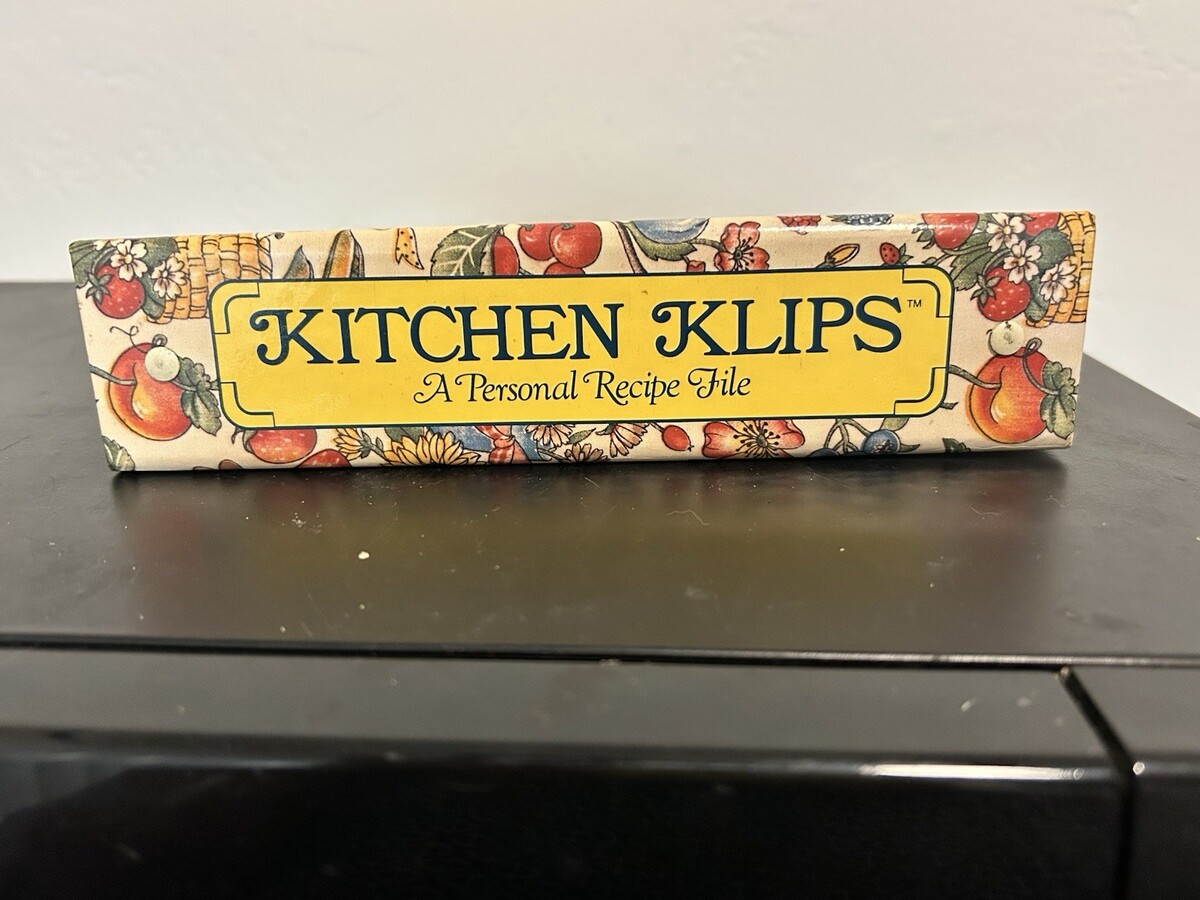 KITCHEN KLIPS™
A Personal Recipe File